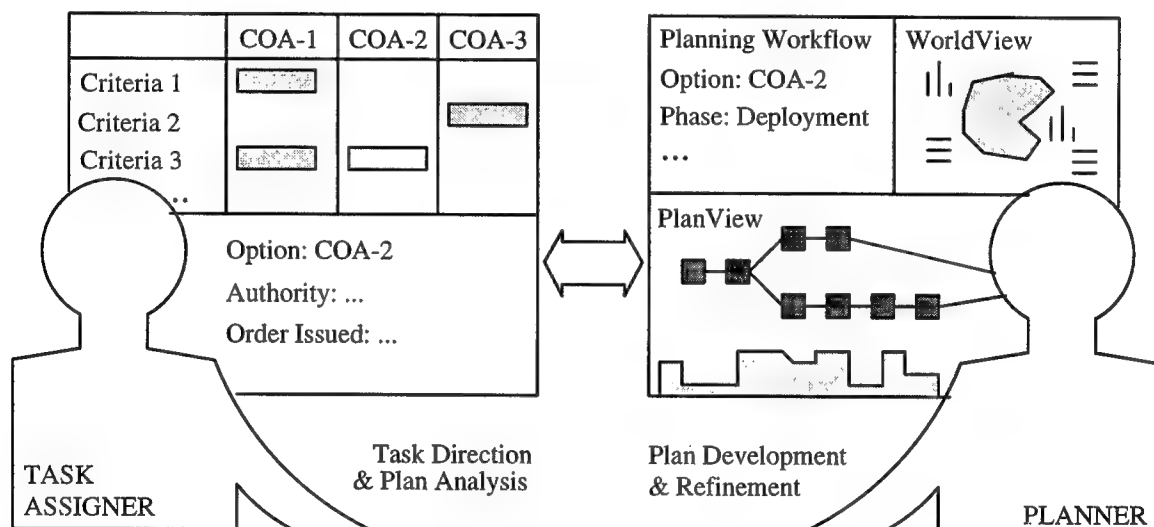 COA-1 COA-2 COA-3
Criteria 1
Criteria 2
Criteria 3
...
Option: COA-2
Authority: ...
Order Issued: ...
Planning Workflow
Option: COA-2
Phase: Deployment
...
WorldView
PlanView
TASK
ASSIGNER
Task Direction
& Plan Analysis
Plan Development
& Refinement
PLANNER